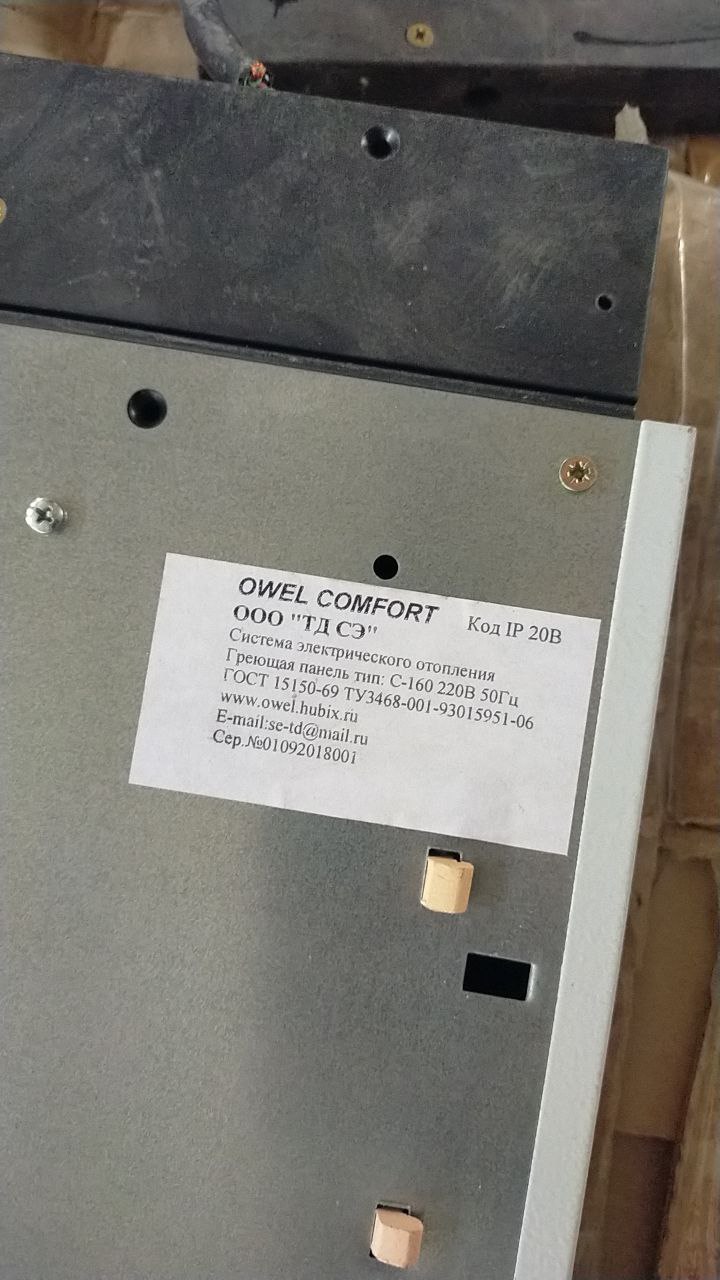 OWEL COMFORT Код IP 20В
ООО "ТД СЭ"
Система электрического отопления
Греющая панель тип: С-160 220В 50Гц
ГОСТ 15150-69 ТУ3468-001-93015951-06
www.owel.hubix.ru
E-mail:se-td@mail.ru
Сер.№01092018001